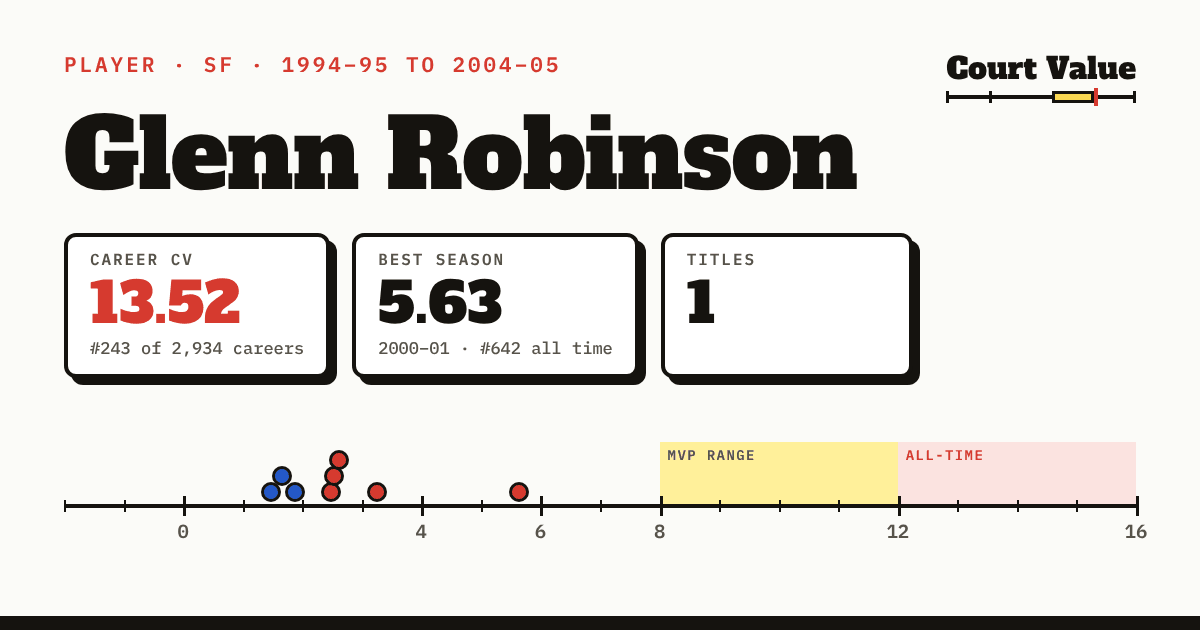 PLAYER · SF · 1994–95 TO 2004–05
Court Value
Glenn Robinson
CAREER CV
13.52
#243 of 2,934 careers
BEST SEASON
5.63
2000–01 · #642 all time
TITLES
1
MVP RANGE
ALL-TIME
0 4 6 8 12 16